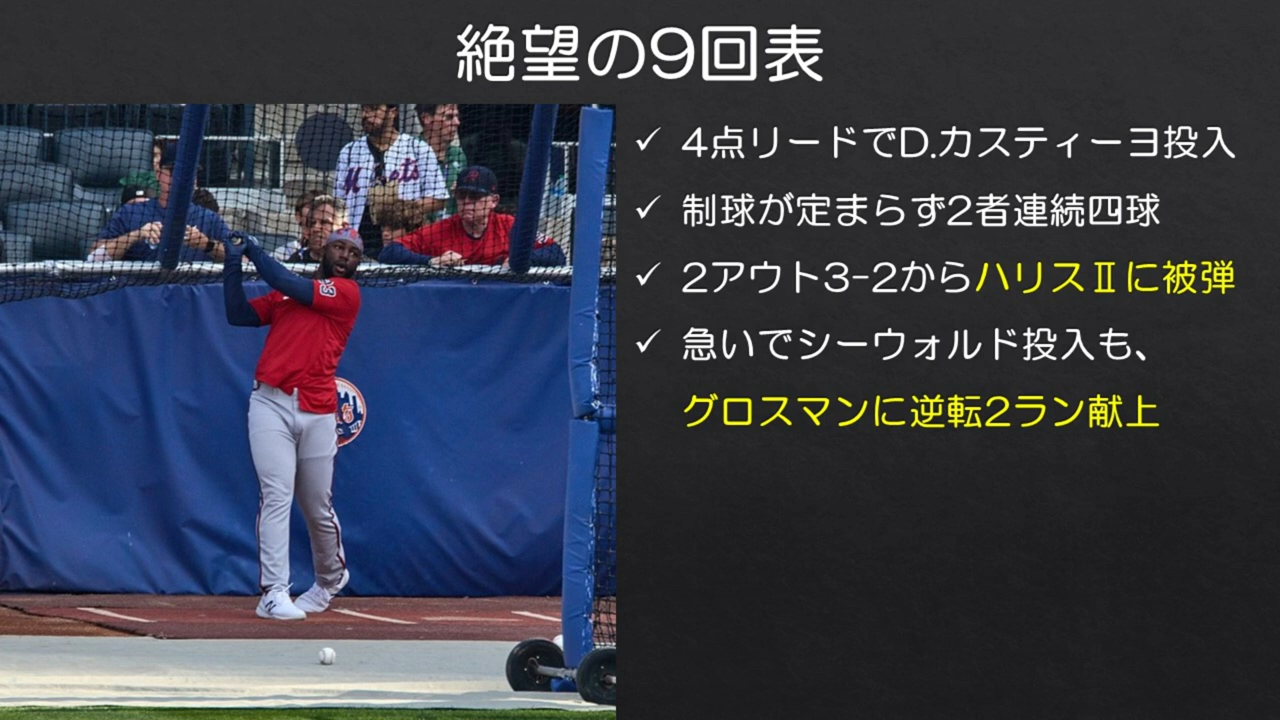 絶望の9回表
✓ 4点リードでD.カスティーヨ投入
✓ 制球が定まらず2者連続四球
✓ 2アウト3-2からハリスⅡに被弾
✓ 急いでシーウォルド投入も、
グロスマンに逆転2ラン献上
Mets
23